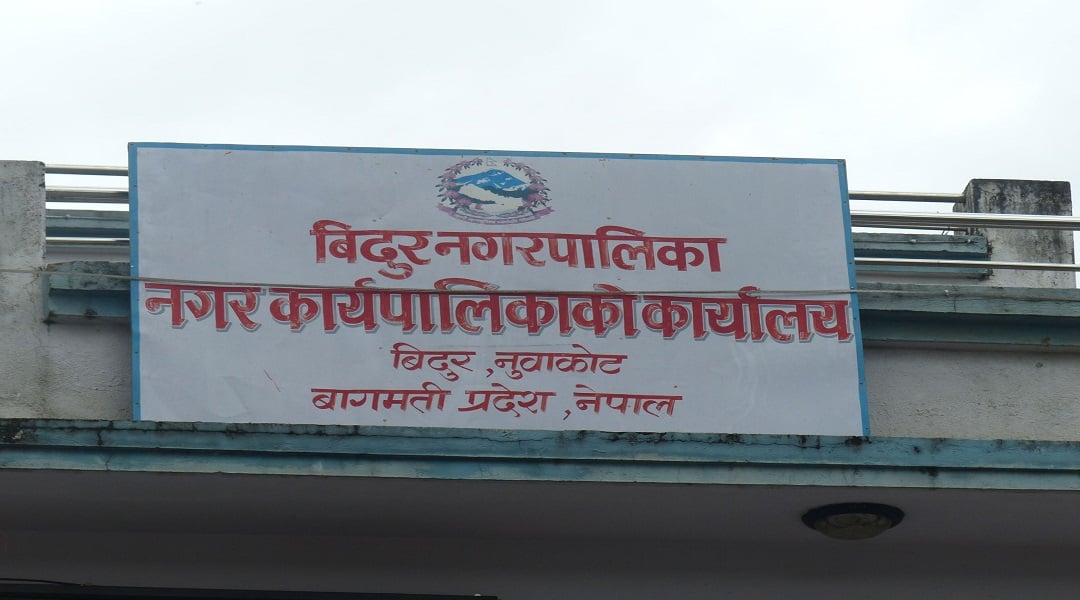 बिदुर नगरपालिका
नगर कार्यपालिकाको कार्यालय
बिदुर ,नुवाकोट
बागमती प्रदेश ,नेपाल